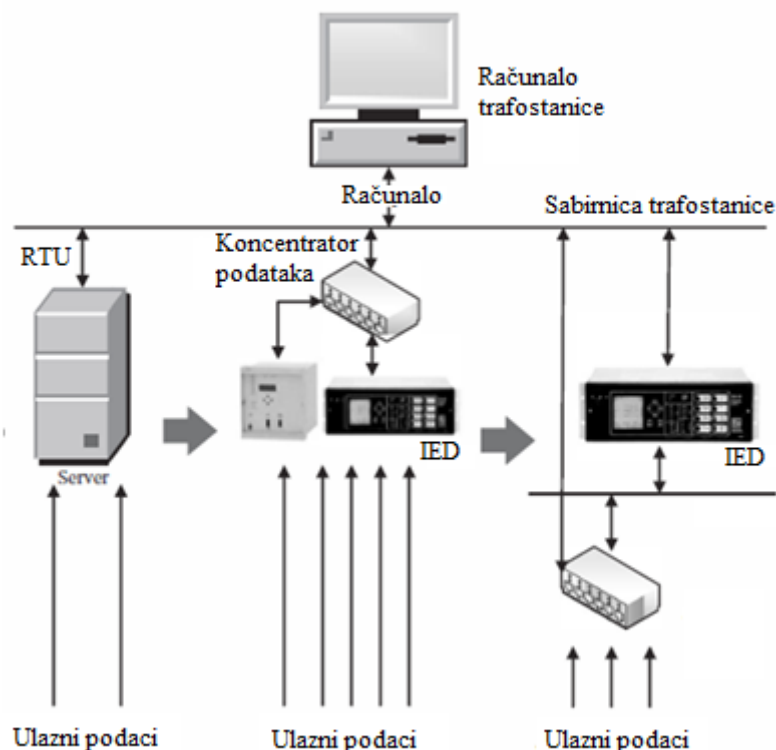 Računalo
trafostanice
Računalo
Sabirnica trafostanice
RTU
Koncentrator
podataka
IED
IED
Server
Ulazni podaci
Ulazni podaci
Ulazni podaci